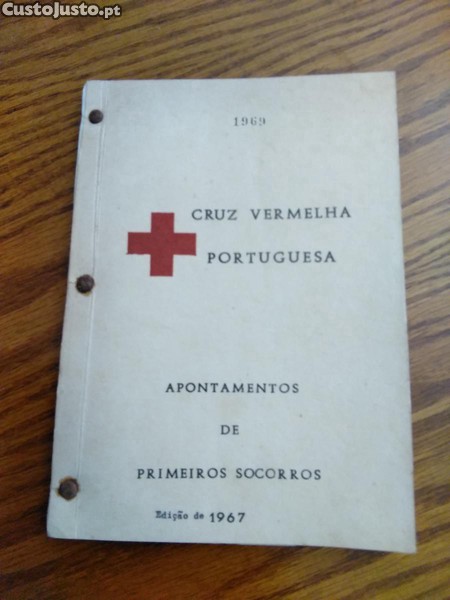 CustoJusto.pt
1969
CRUZ VERMELHA
PORTUGUESA
APONTAMENTOS
DE
PRIMEIROS SOCORROS
Edição de 1967